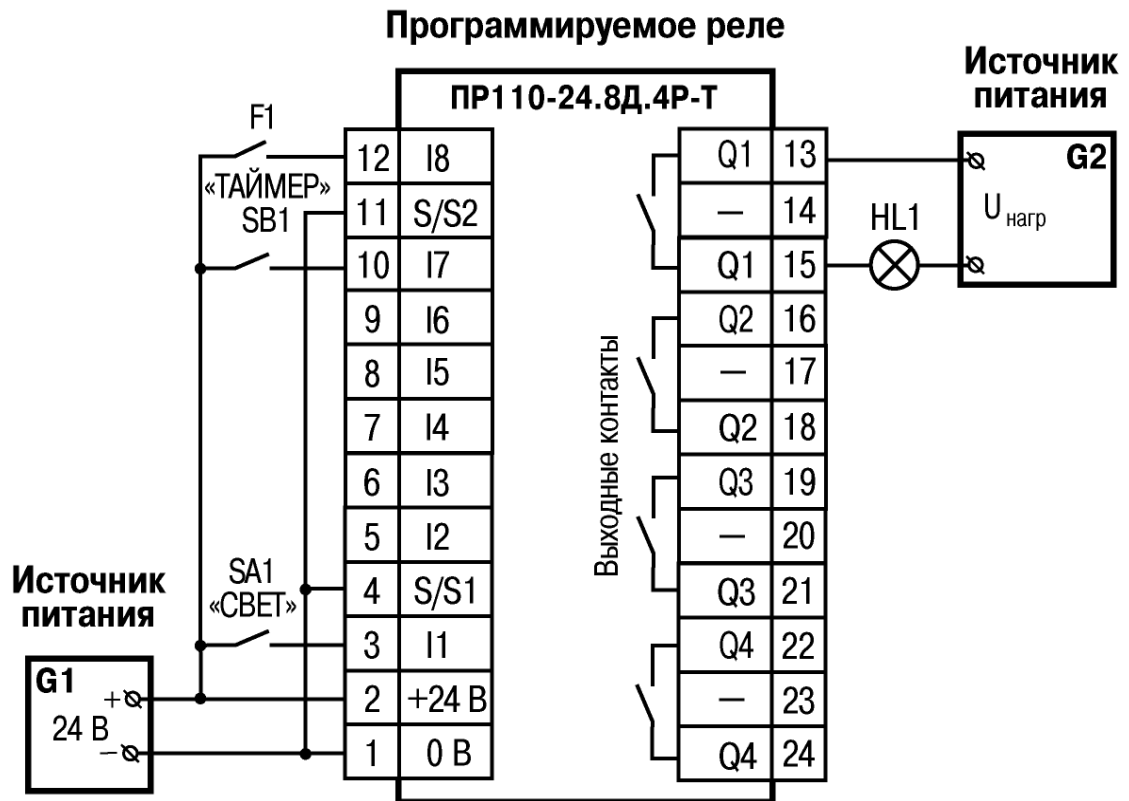 Программируемое реле
ПР110-24.8Д.4Р-Т
Источник
питания
G2
U нагр
HL1
F1
«ТАЙМЕР»
SB1
SA1
«СВЕТ»
Источник
питания
G1
+
24 В
–
12 I8
11 S/S2
10 I7
9 I6
8 I5
7 I4
6 I3
5 I2
4 S/S1
3 I1
2 +24 В
1 0 В
Выходные контакты
Q1 13
– 14
Q1 15
Q2 16
– 17
Q2 18
Q3 19
– 20
Q3 21
Q4 22
– 23
Q4 24